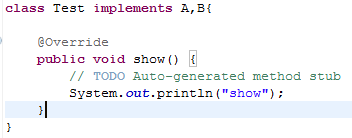 class Test implements A,B{
@Override
public void show() {
// TODO Auto-generated method stub
System.out.println("show");
}
}